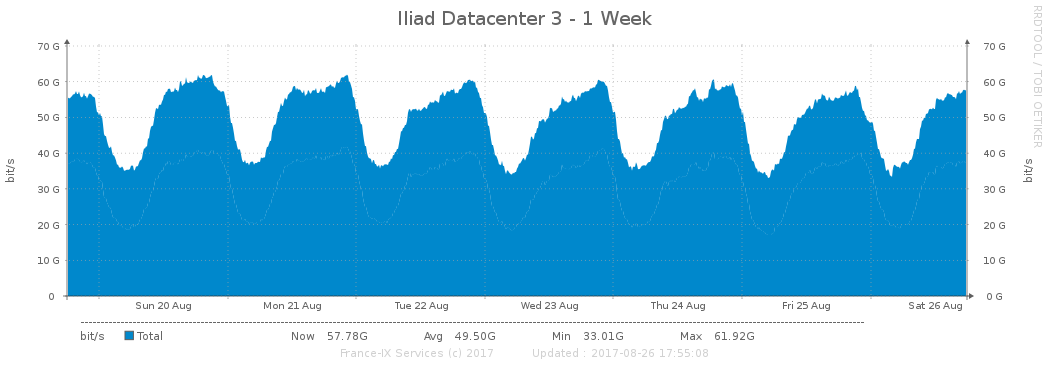 Iliad Datacenter 3 - 1 Week
RRDTOOL / TOBI OETIKER
70 G 70 G
60 G 60 G
50 G 50 G
40 G 40 G
30 G 30 G
20 G 20 G
10 G 10 G
0 0 G
bit/s
bit/s
Sun 20 Aug Mon 21 Aug Tue 22 Aug Wed 23 Aug Thu 24 Aug Fri 25 Aug Sat 26 Aug
bit/s Total Now 57.78G Avg 49.50G Min 33.01G Max 61.92G
France-IX Services (c) 2017 Updated : 2017-08-26 17:55:08